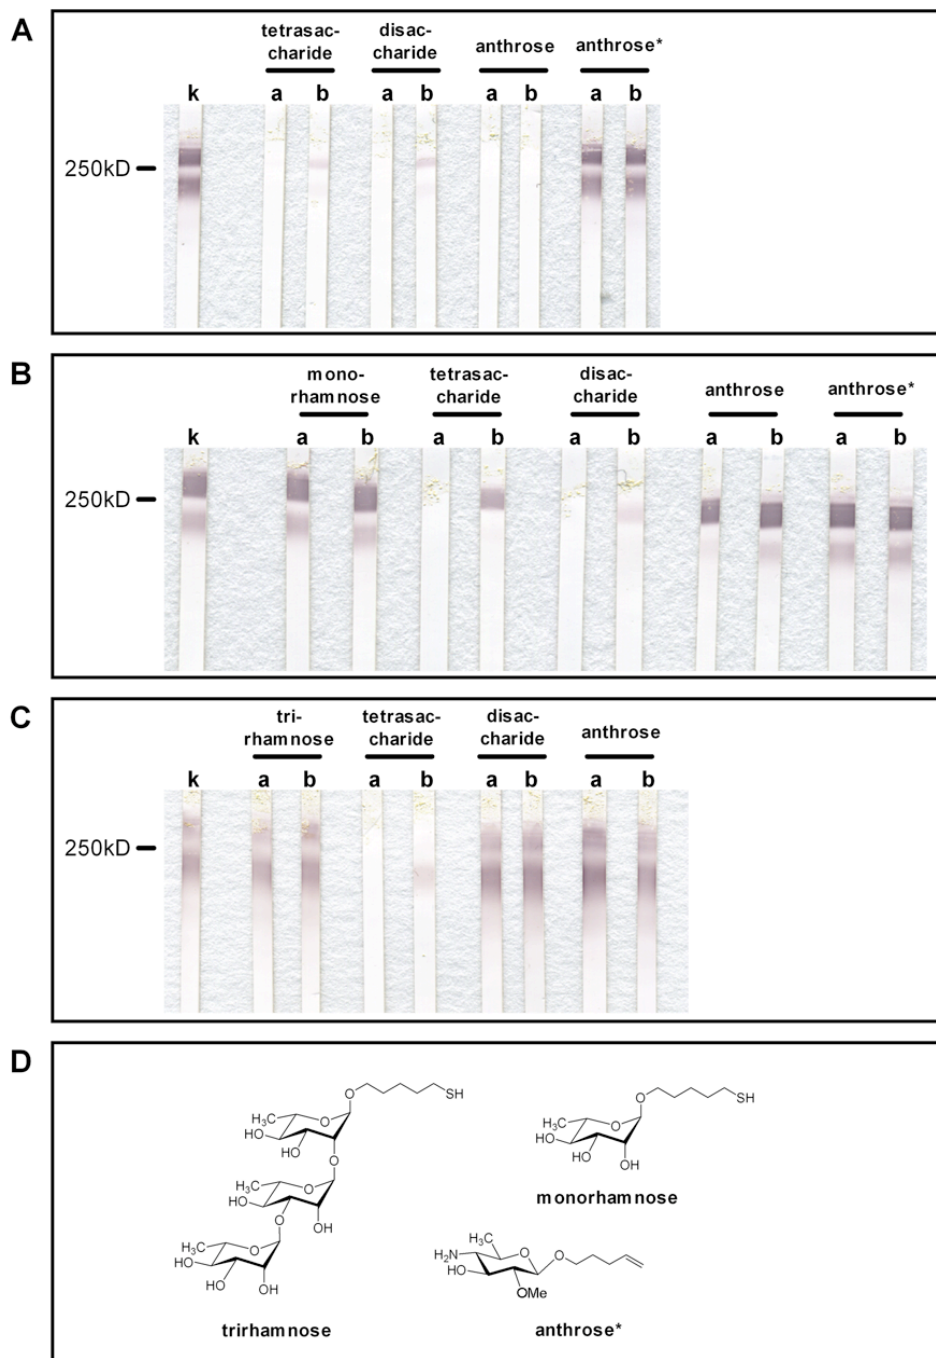 A
tetrasac-
charide
disac-
charide
anthrose
anthrose*
k
a
b
a
b
a
b
a
b
250kD
B
mono-
rhamnose
tetrasac-
charide
disac-
charide
anthrose
anthrose*
k
a
b
a
b
a
b
a
b
a
b
250kD
C
tri-
rhamnose
tetrasac-
charide
disac-
charide
anthrose
k
a
b
a
b
a
b
a
b
250kD
D
O
SH
H3C
O
HO
HO
O
H3C
O
HO
O
OH
H3C
O
HO
HO
OH
trirhamnose
O
SH
H3C
O
HO
HO
OH
monorhamnose
H3C
H2N
O
O
HO
OMe
anthrose*